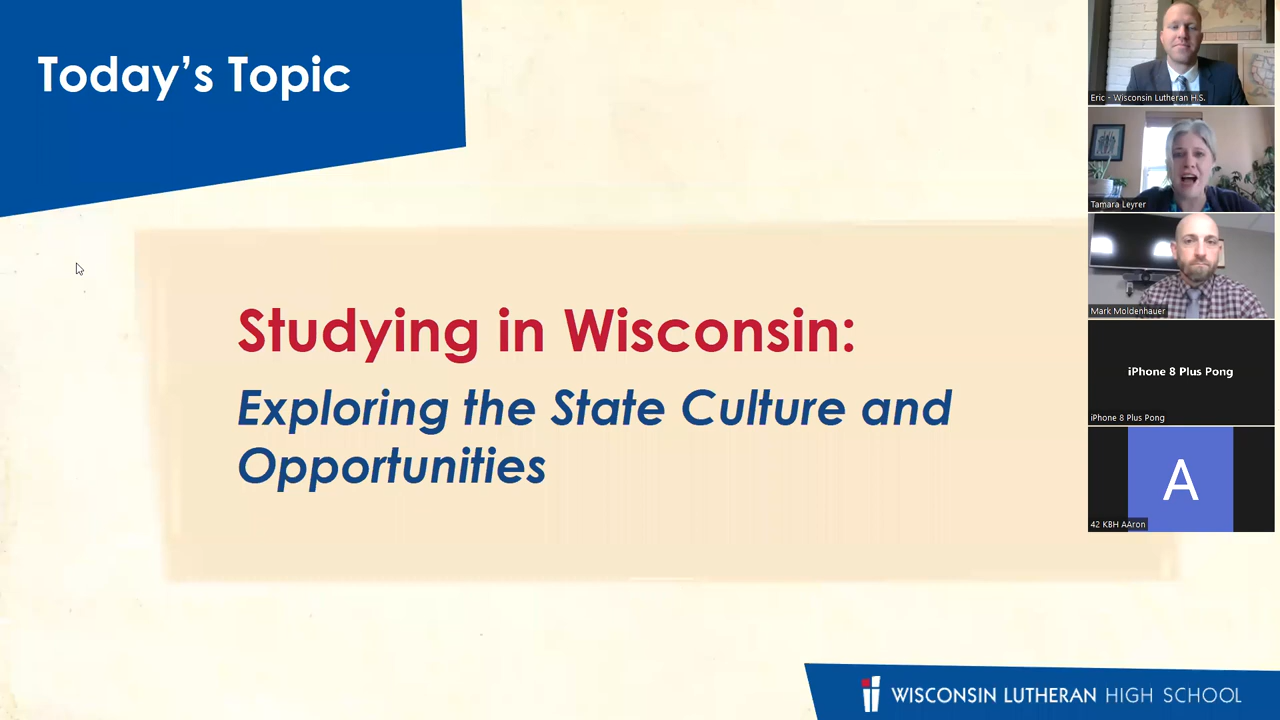 Today's Topic
Studying in Wisconsin:
Exploring the State Culture and
Opportunities
WISCONSIN LUTHERAN HIGH SCHOOL
Eric - Wisconsin Lutheran H.S.
Tamara Leyrer
Mark Moldenhauer
iPhone 8 Plus Pong
iPhone 8 Plus Pong
A
42 KBH AAron